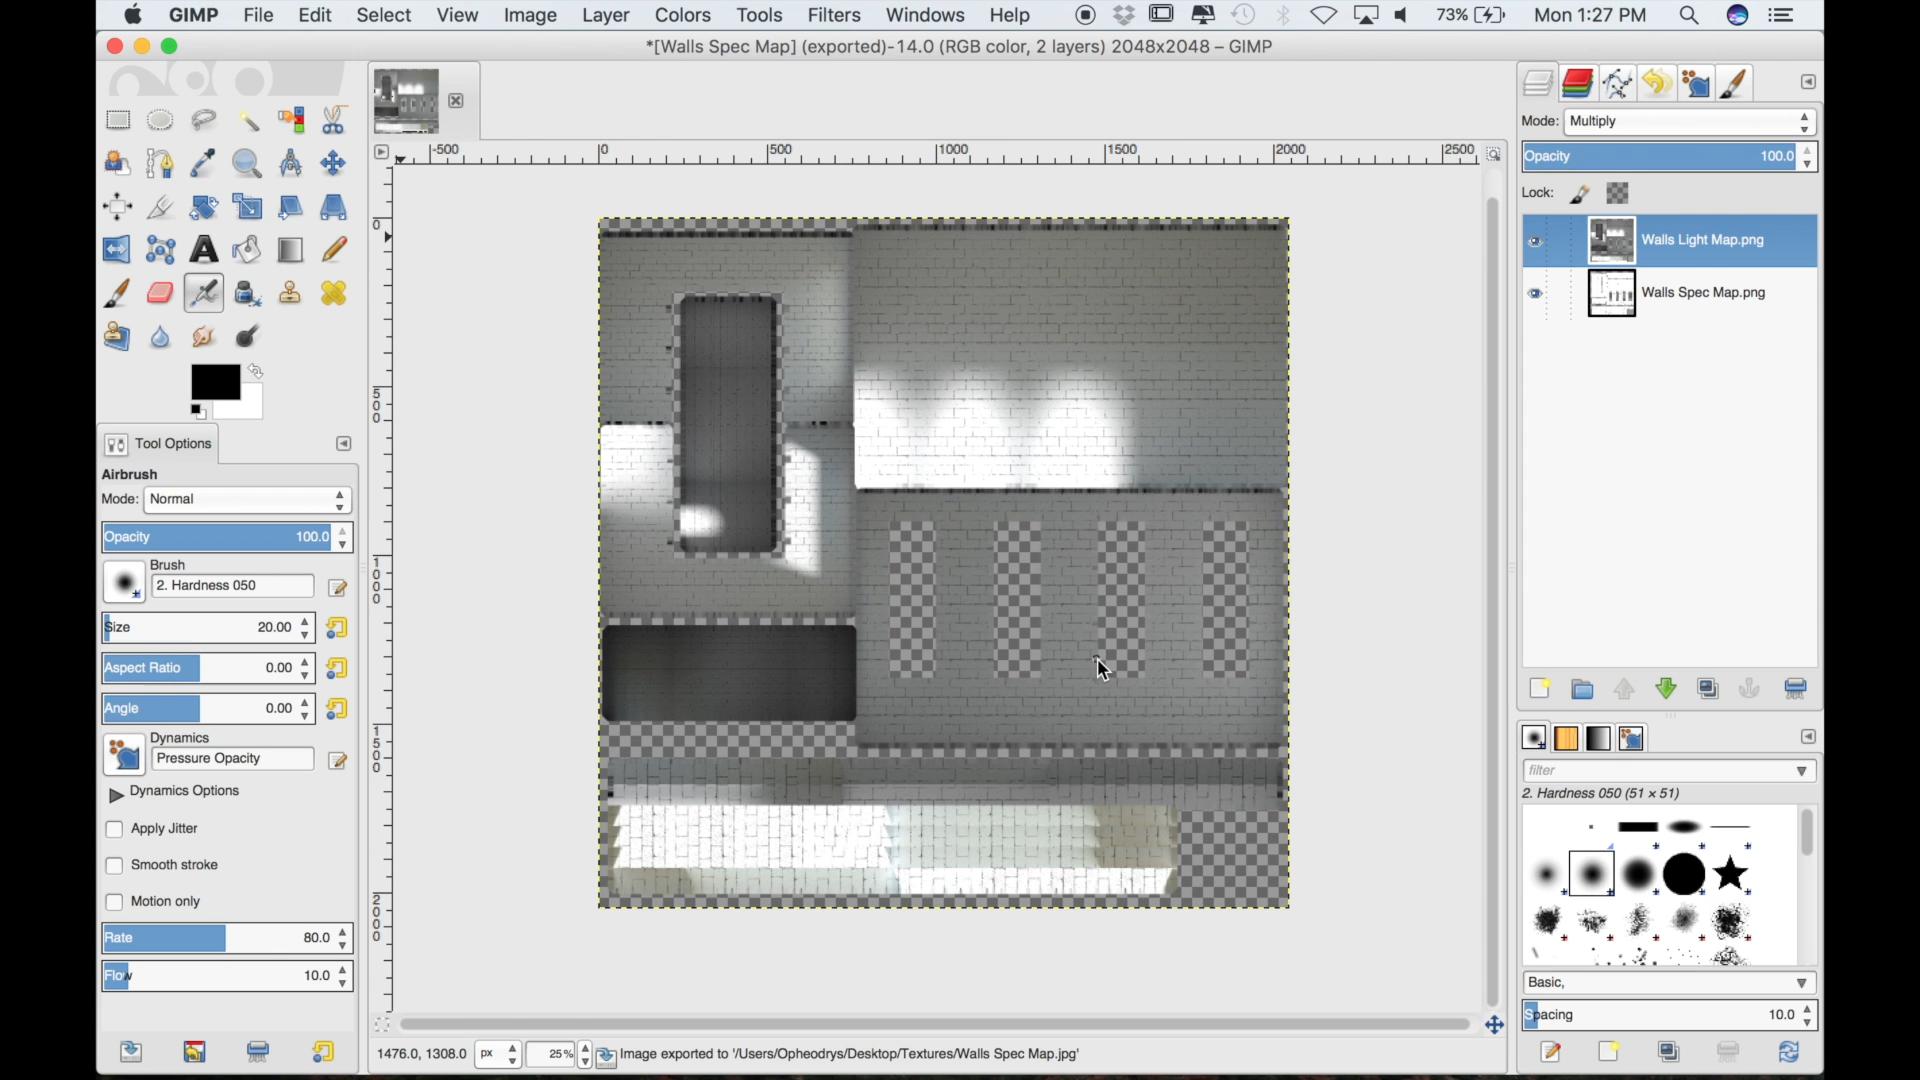 GIMP File Edit Select View Image Layer Colors Tools Filters Windows Help 73% Mon 1:27 PM
*[Walls Spec Map] (exported)-14.0 (RGB color, 2 layers) 2048x2048 – GIMP
Mode: Multiply
Opacity 100.0
Lock:
Walls Light Map.png
Walls Spec Map.png
-500 0 500 1000 1500 2000 2500
0
500
1000
1500
2000
Tool Options
Airbrush
Mode: Normal
Opacity 100.0
Brush
2. Hardness 050
Size 20.00
Aspect Ratio 0.00
Angle 0.00
Dynamics
Pressure Opacity
Dynamics Options
Apply Jitter
Smooth stroke
Motion only
Rate 80.0
Flow 10.0
filter
2. Hardness 050 (51 × 51)
Basic,
Spacing 10.0
1476.0, 1308.0 px 25% Image exported to '/Users/Opheodrys/Desktop/Textures/Walls Spec Map.jpg'